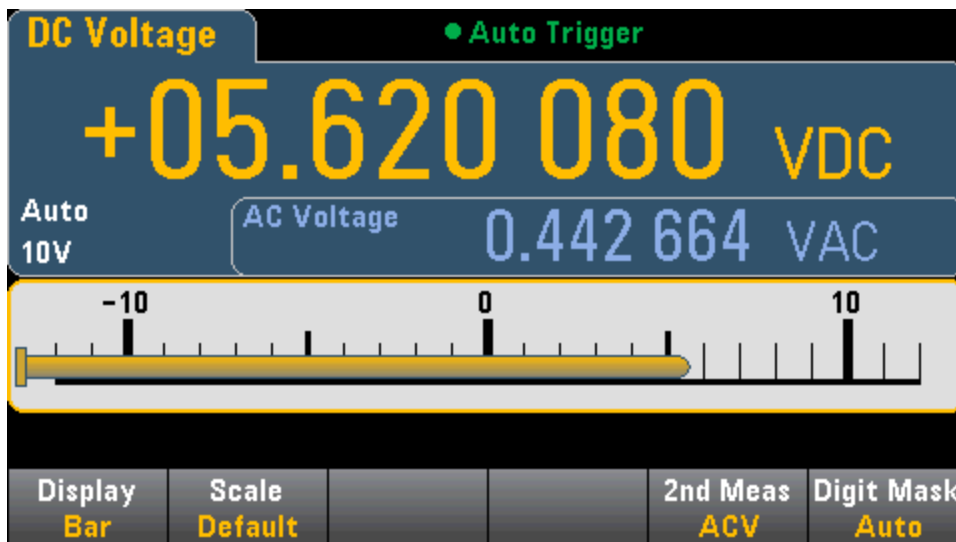 DC Voltage
Auto Trigger
+05.620 080 VDC
Auto
10V
AC Voltage 0.442 664 VAC
-10 0 10
Display Scale 2nd Meas Digit Mask
Bar Default ACV Auto